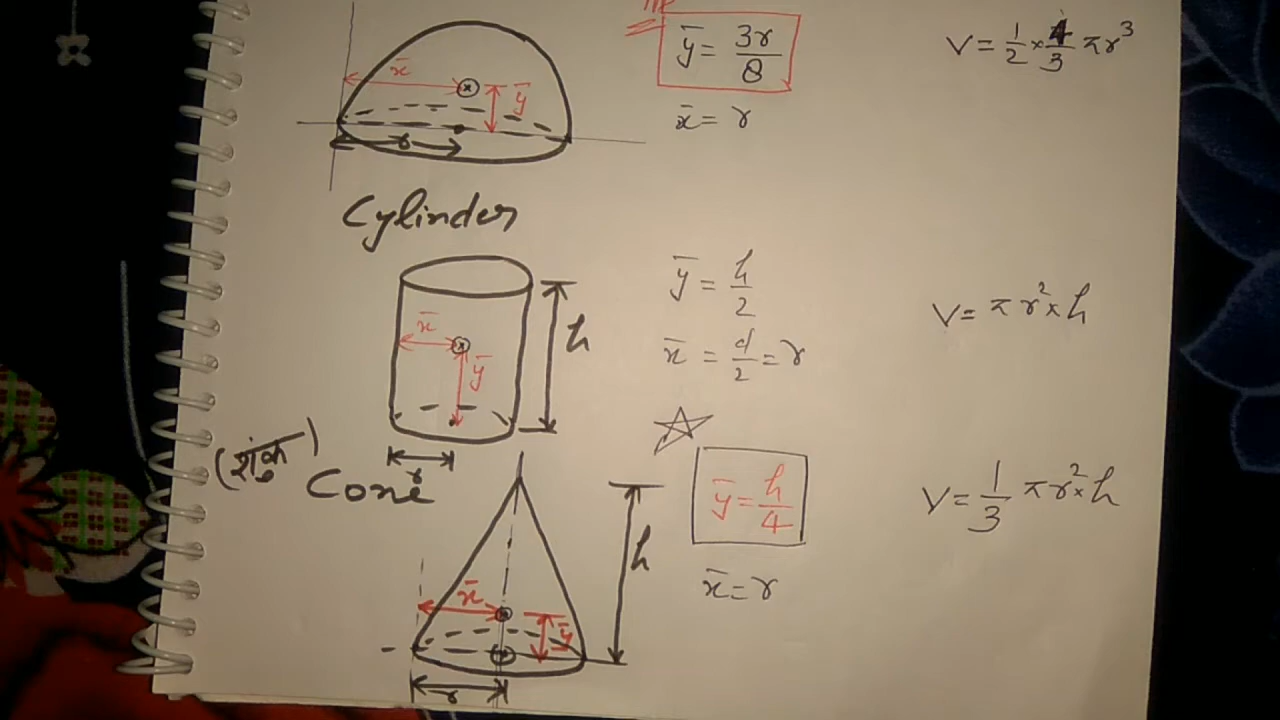 ȳ = 3r/8
V = 1/2 × 4/3 πr³
x̄
ȳ
x̄ = r
r
Cylinder
ȳ = h/2
V = πr² × h
x̄
h
x̄ = d/2 = r
ȳ
r
(शंकु) Cone
ȳ = h/4
V = 1/3 πr² × h
h
x̄ = r
x̄
ȳ
r